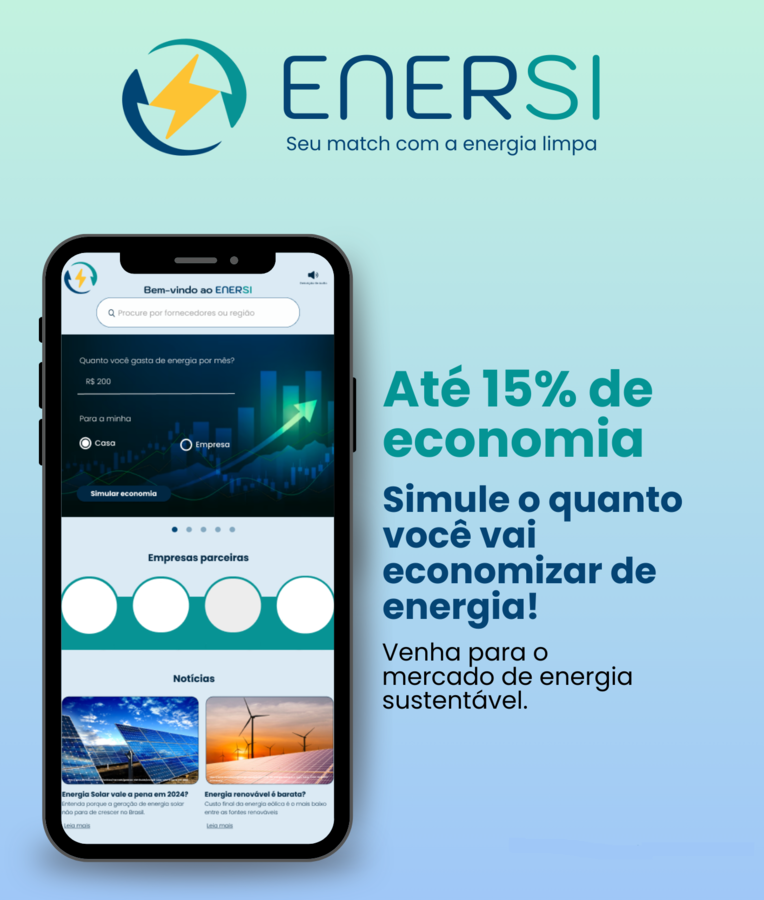 ENERSI
Seu match com a energia limpa
Bem-vindo ao ENERSI
Procure por fornecedores ou região
Quanto você gasta de energia por mês?
R$ 200
Para a minha
Casa
Empresa
Simular economia
Empresas parceiras
Notícias
Energia Solar vale a pena em 2024?
Entenda porque a geração de energia solar
não para de crescer no Brasil.
Leia mais
Energia renovável é barata?
Custo final da energia eólica é o mais baixo
entre as fontes renováveis
Leia mais
Até 15% de
economia
Simule o quanto
você vai
economizar de
energia!
Venha para o
mercado de energia
sustentável.